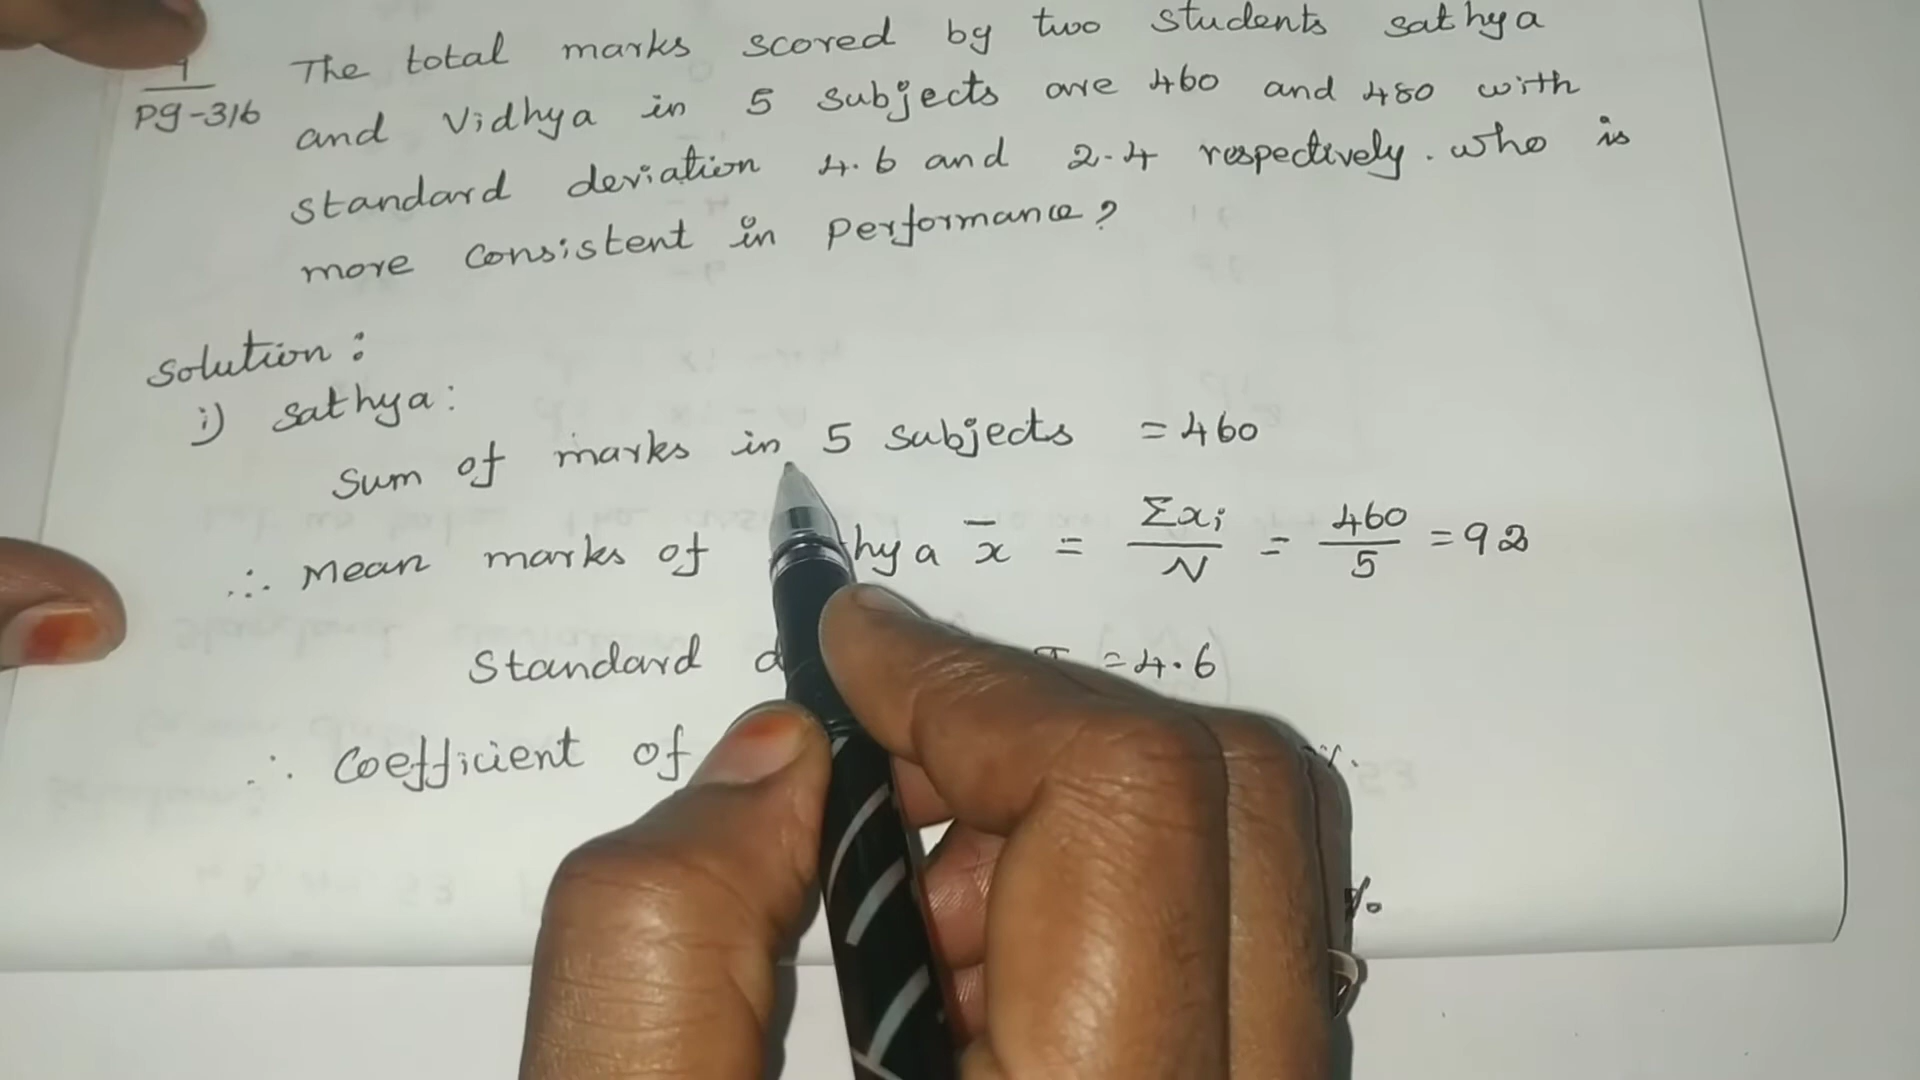 9
Pg-316
The total marks scored by two students sathya
and Vidhya in 5 subjects are 460 and 480 with
standard deviation 4.6 and 2.4 respectively. who is
more consistent in performance?
Solution:
i) Sathya:
Sum of marks in 5 subjects = 460
∴ Mean marks of hya x̄ = Σxi/N = 460/5 = 92
Standard d = 4.6
∴ Coefficient of %.
%